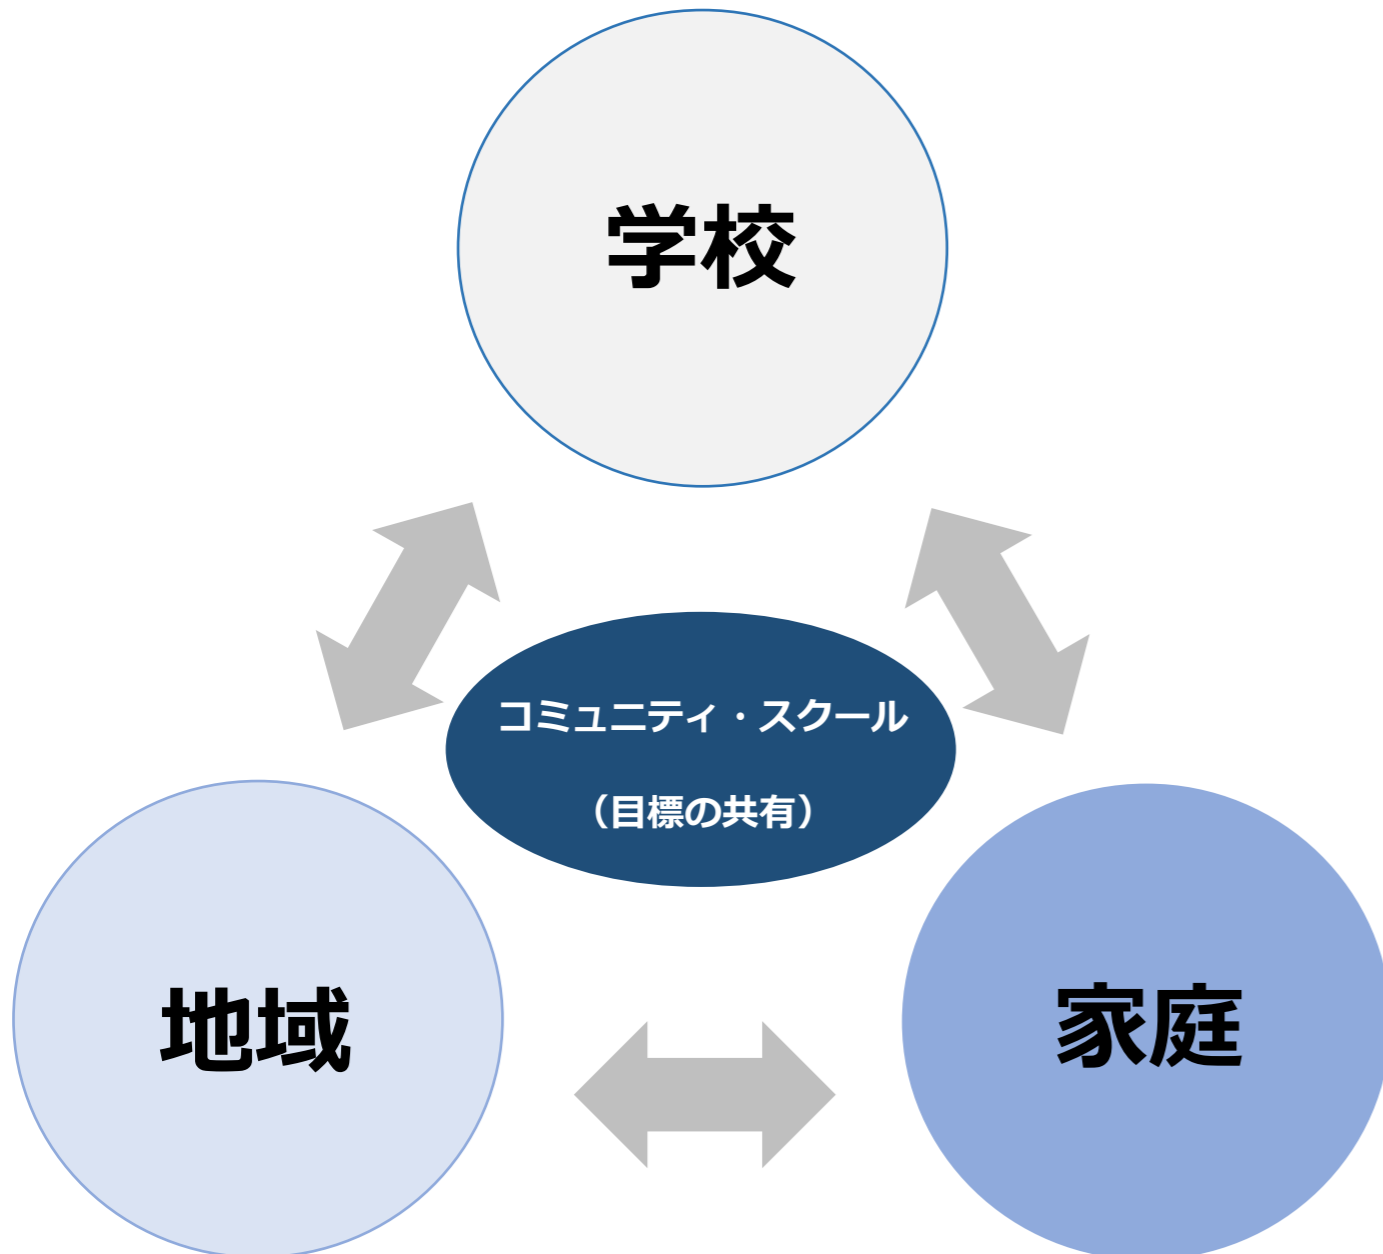 学校
コミュニティ・スクール
（目標の共有）
地域
家庭